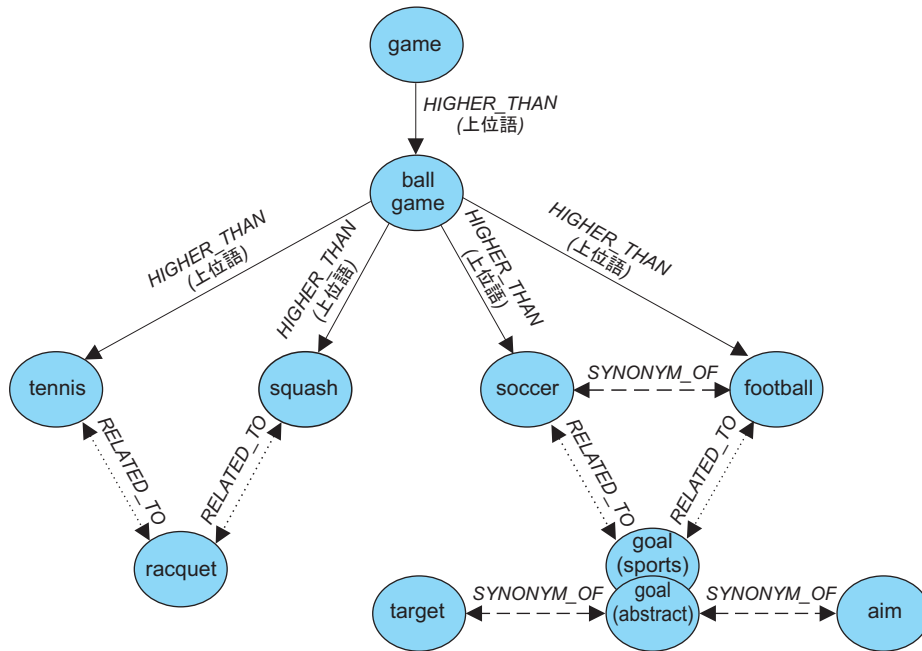 game
HIGHER_THAN
(上位語)
ball
game
HIGHER_THAN
(上位語)
HIGHER_THAN
(上位語)
HIGHER_THAN
(上位語)
HIGHER_THAN
(上位語)
tennis
squash
soccer
SYNONYM_OF
football
RELATED_TO
RELATED_TO
RELATED_TO
RELATED_TO
racquet
goal
(sports)
target
SYNONYM_OF
goal
(abstract)
SYNONYM_OF
aim